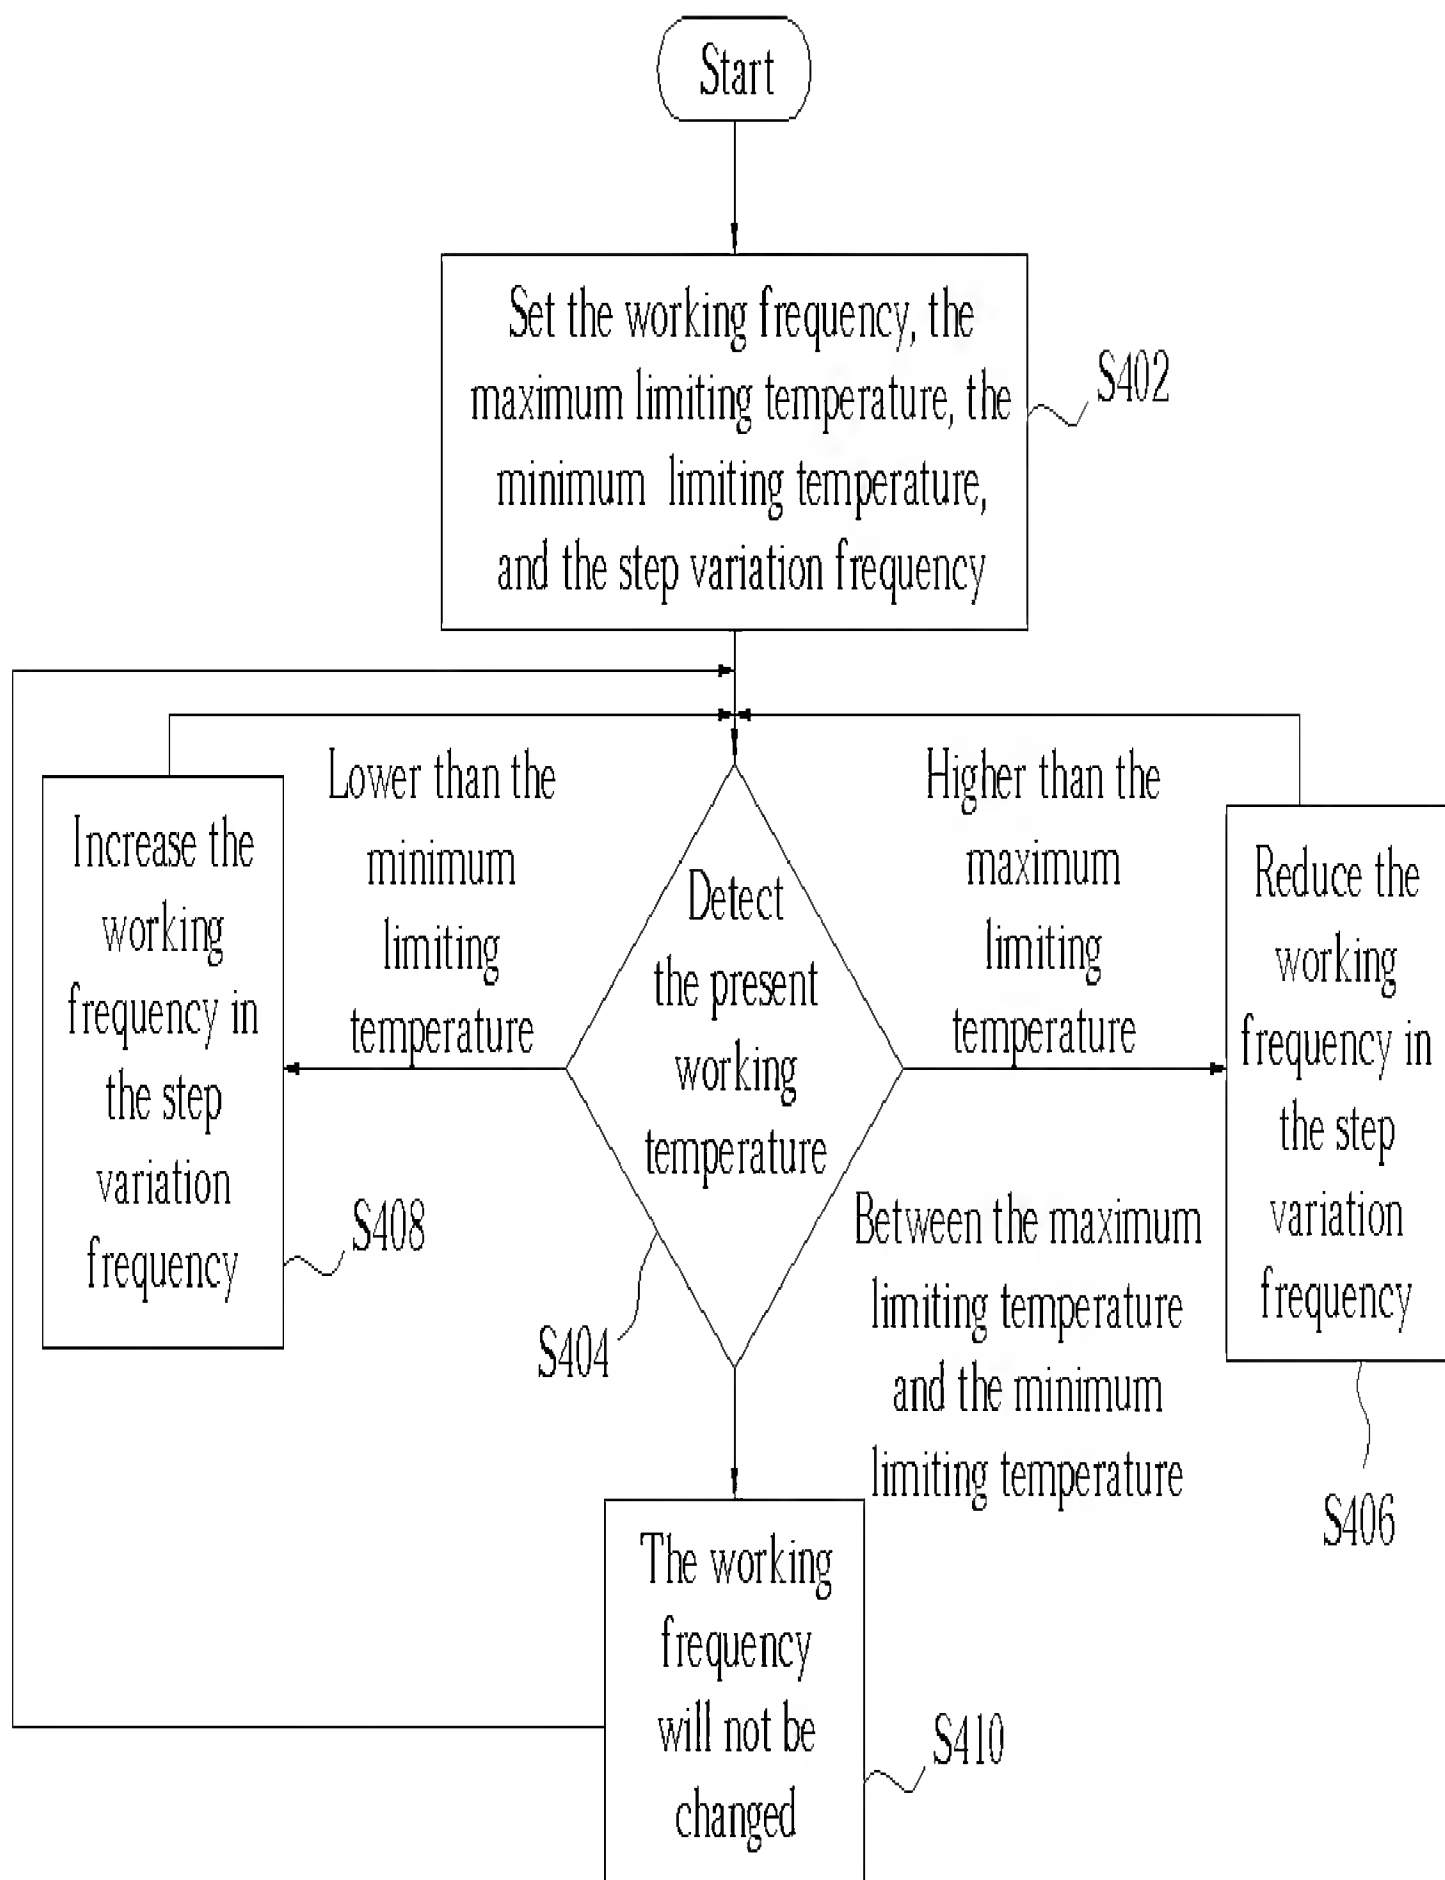 Start
Set the working frequency, the
maximum limiting temperature, the
minimum limiting temperature,
and the step variation frequency
S402
Lower than the
minimum
limiting
temperature
Higher than the
maximum
limiting
temperature
Increase the
working
frequency in
the step
variation
frequency
S408
Detect
the present
working
temperature
S404
Reduce the
working
frequency in
the step
variation
frequency
S406
Between the maximum
limiting temperature
and the minimum
limiting temperature
The working
frequency
will not be
changed
S410